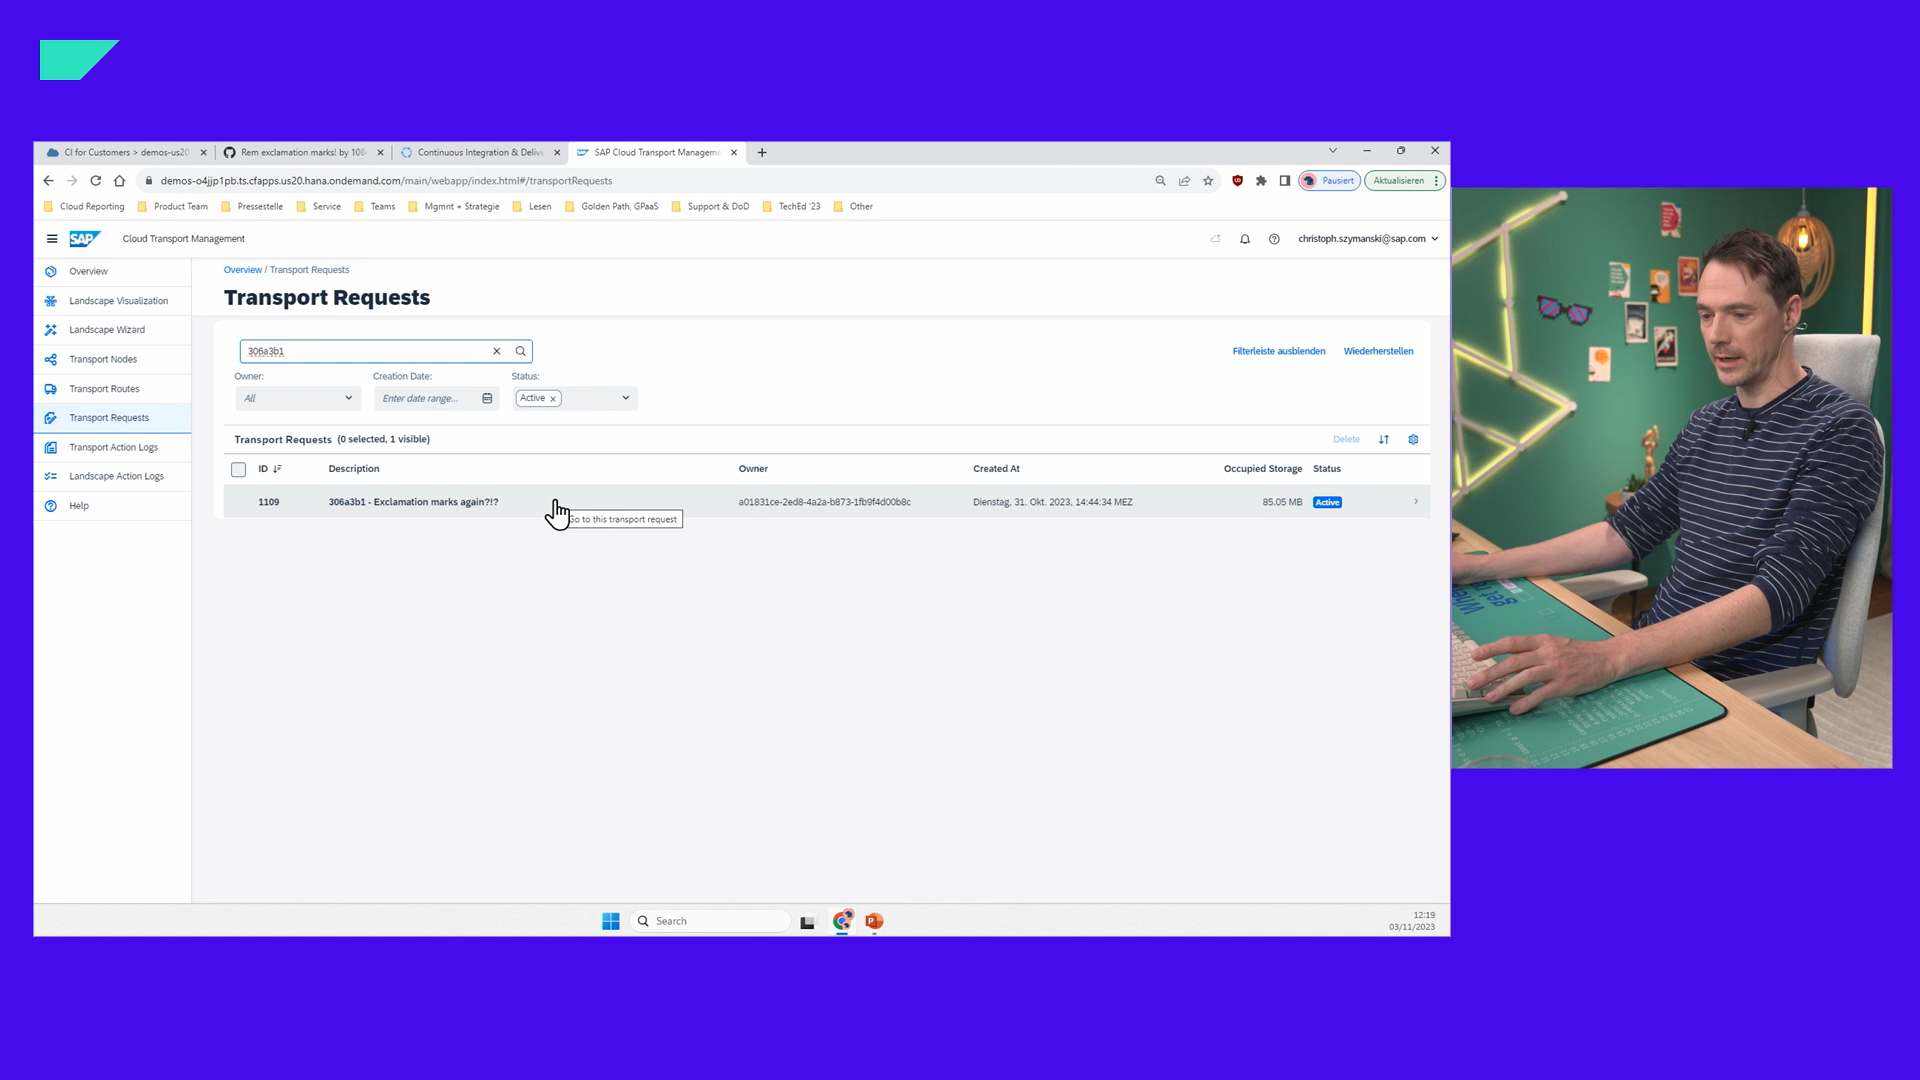 CI for Customers > demos-us20
Rem exclamation marks! by 108
Continuous Integration & Delive
SAP Cloud Transport Managem
demos-o4jjp1pb.ts.cfapps.us20.hana.ondemand.com/main/webapp/index.html#/transportRequests
Pausiert
Aktualisieren
Cloud Reporting
Product Team
Pressestelle
Service
Teams
Mgmnt + Strategie
Lesen
Golden Path, GPaaS
Support & DoD
TechEd '23
Other
SAP
Cloud Transport Management
christoph.szymanski@sap.com
Overview
Landscape Visualization
Landscape Wizard
Transport Nodes
Transport Routes
Transport Requests
Transport Action Logs
Landscape Action Logs
Help
Overview / Transport Requests
Transport Requests
306a3b1
Filterleiste ausblenden
Wiederherstellen
Owner:
Creation Date:
Status:
All
Enter date range...
Active
Transport Requests (0 selected, 1 visible)
Delete
ID
Description
Owner
Created At
Occupied Storage
Status
1109
306a3b1 - Exclamation marks again?!?
a01831ce-2ed8-4a2a-b873-1fb9f4d00b8c
Dienstag, 31. Okt. 2023, 14:44:34 MEZ
85.05 MB
Active
Go to this transport request
Search
12:19
03/11/2023